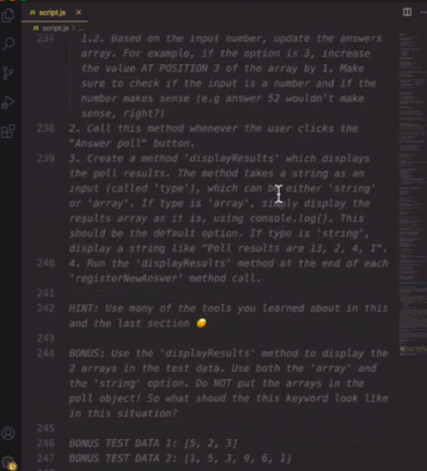 script.js
script.js > ...
237 1.2. Based on the input number, update the answers
array. For example, if the option is 3, increase
the value AT POSITION 3 of the array by 1. Make
sure to check if the input is a number and if the
number makes sense (e.g answer 52 wouldn't make
sense, right?)
238 2. Call this method whenever the user clicks the
"Answer poll" button.
239 3. Create a method 'displayResults' which displays
the poll results. The method takes a string as an
input (called 'type'), which can be either 'string'
or 'array'. If type is 'array', simply display the
results array as it is, using console.log(). This
should be the default option. If type is 'string',
display a string like "Poll results are 13, 2, 4, 1".
240 4. Run the 'displayResults' method at the end of each
'registerNewAnswer' method call.
241
242 HINT: Use many of the tools you learned about in this
and the last section
243
244 BONUS: Use the 'displayResults' method to display the
2 arrays in the test data. Use both the 'array' and
the 'string' option. Do NOT put the arrays in the
poll object! So what shoud the this keyword look like
in this situation?
245
246 BONUS TEST DATA 1: [5, 2, 3]
247 BONUS TEST DATA 2: [1, 5, 3, 9, 6, 1]